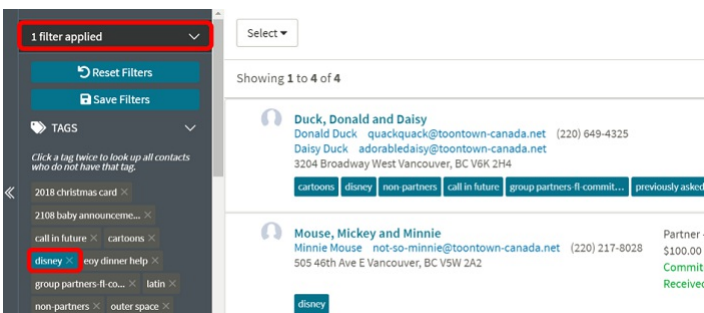 1 filter applied
Reset Filters
Save Filters
TAGS
Click a tag twice to look up all contacts
who do not have that tag.
2018 christmas card ×
2108 baby announceme... ×
call in future × cartoons ×
disney × eoy dinner help ×
group partners-fl-co... × latin ×
non-partners × outer space ×
Select
Showing 1 to 4 of 4
Duck, Donald and Daisy
Donald Duck quackquack@toontown-canada.net (220) 649-4325
Daisy Duck adorabledaisy@toontown-canada.net
3204 Broadway West Vancouver, BC V6K 2H4
cartoons disney non-partners call in future group partners-fl-commit... previously asked
Mouse, Mickey and Minnie
Minnie Mouse not-so-minnie@toontown-canada.net (220) 217-8028
505 46th Ave E Vancouver, BC V5W 2A2
disney
Partner -
$100.00
Commit
Received